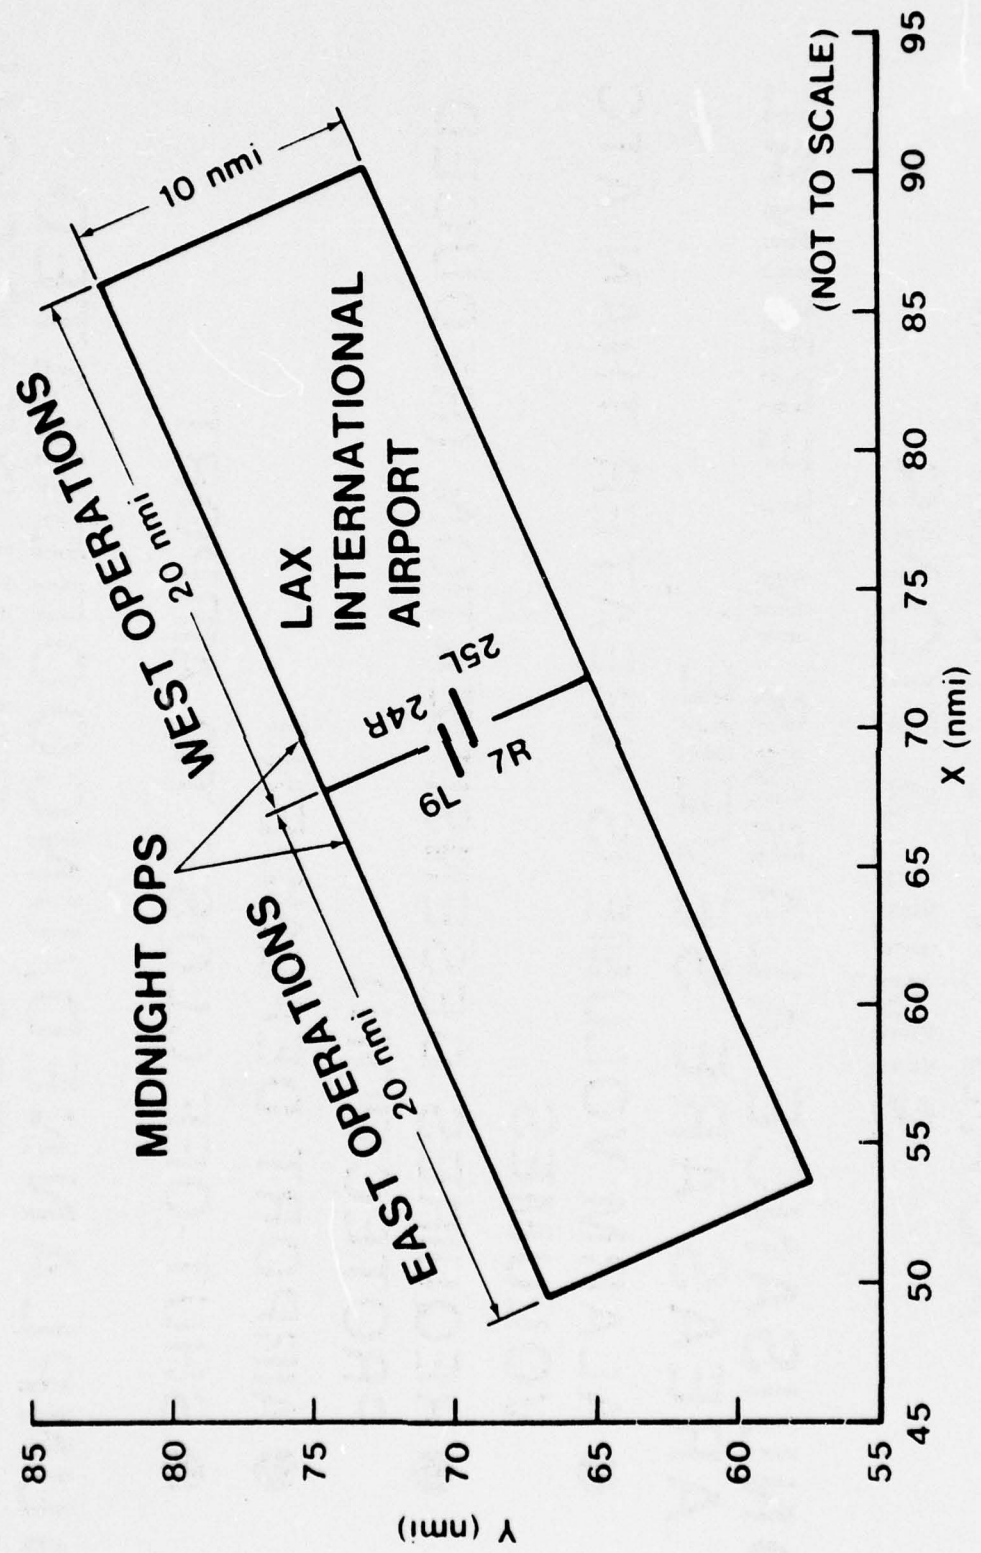 MIDNIGHT OPS
WEST OPERATIONS
20 nmi
10 nmi
EAST OPERATIONS
20 nmi
LAX
INTERNATIONAL
AIRPORT
24R
25L
6L
7R
(NOT TO SCALE)
Y (nmi)
85
80
75
70
65
60
55
45
50
55
60
65
70
75
80
85
90
95
X (nmi)